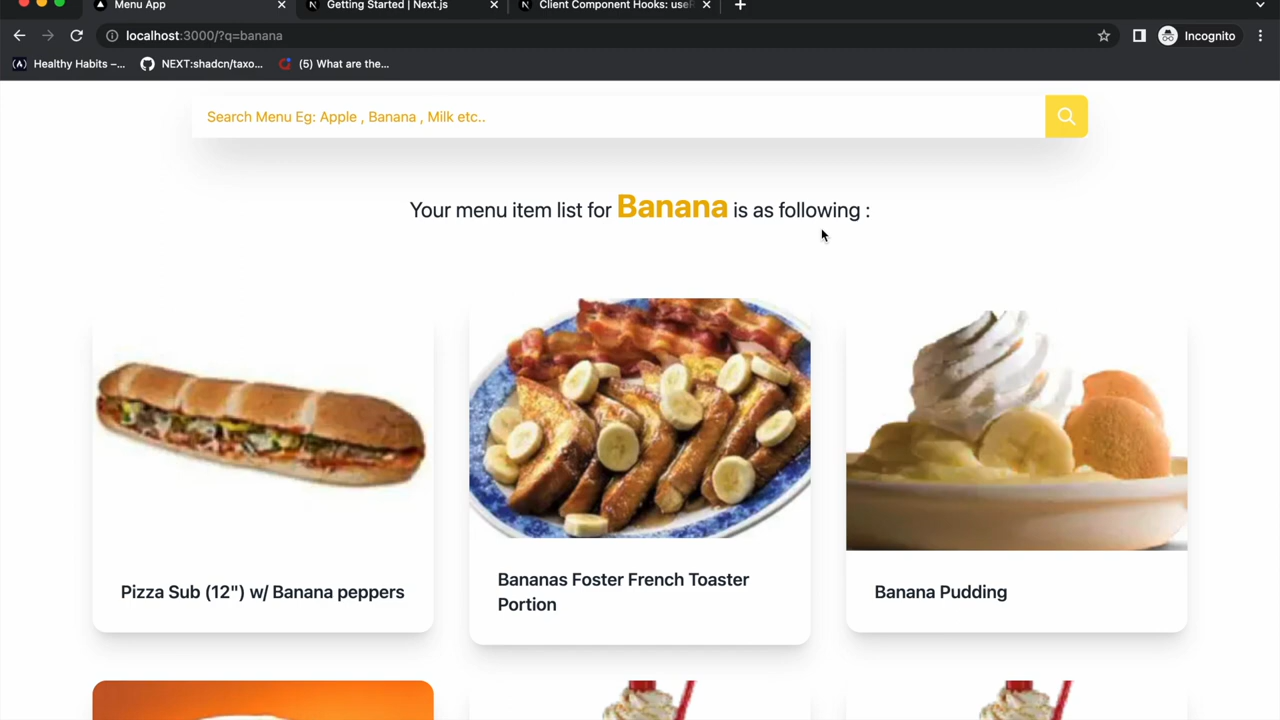 Menu App
Getting Started | Next.js
Client Component Hooks: useR
localhost:3000/?q=banana
Incognito
Healthy Habits –...
NEXT:shadcn/taxo...
(5) What are the...
Search Menu Eg: Apple , Banana , Milk etc..
Your menu item list for Banana is as following :
Pizza Sub (12") w/ Banana peppers
Bananas Foster French Toaster
Portion
Banana Pudding